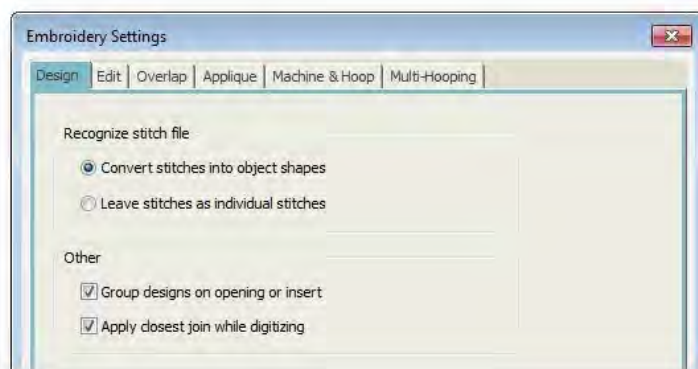 Embroidery Settings
Design Edit Overlap Applique Machine & Hoop Multi-Hooping
Recognize stitch file
Convert stitches into object shapes
Leave stitches as individual stitches
Other
Group designs on opening or insert
Apply closest join while digitizing